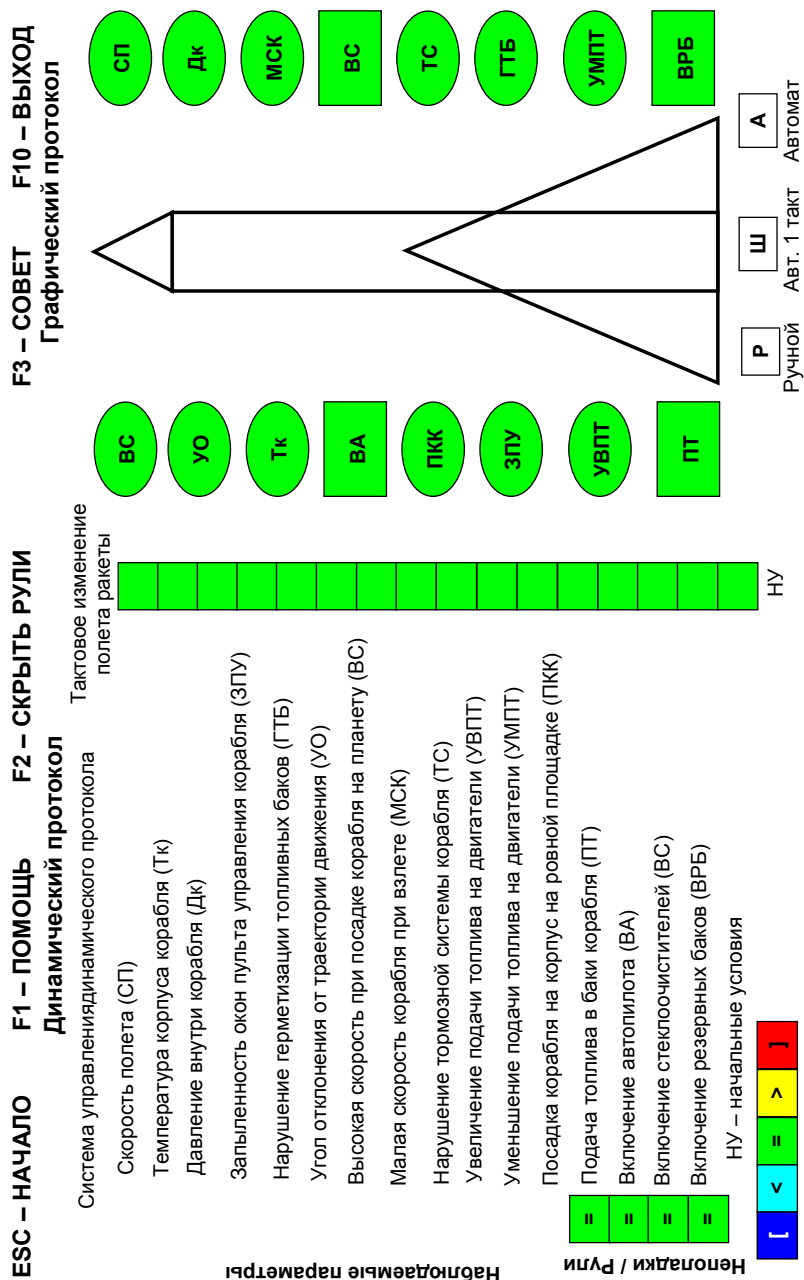 ESC – НАЧАЛО F1 – ПОМОЩЬ F2 – СКРЫТЬ РУЛИ F3 – СОВЕТ F10 – ВЫХОД
Динамический протокол
Графический протокол
Система управлениядинамического протокола
Тактовое изменение
полета ракеты
Наблюдаемые параметры
Скорость полета (СП)
Температура корпуса корабля (Тк)
Давление внутри корабля (Дк)
Запыленность окон пульта управления корабля (ЗПУ)
Нарушение герметизации топливных баков (ГТБ)
Угол отклонения от траектории движения (УО)
Высокая скорость при посадке корабля на планету (ВС)
Малая скорость корабля при взлете (МСК)
Нарушение тормозной системы корабля (ТС)
Увеличение подачи топлива на двигатели (УВПТ)
Уменьшение подачи топлива на двигатели (УМПТ)
Посадка корабля на корпус на ровной площадке (ПКК)
Неполадки / Рули
= Подача топлива в баки корабля (ПТ)
= Включение автопилота (ВА)
= Включение стеклоочистителей (ВС)
= Включение резервных баков (ВРБ)
НУ – начальные условия
НУ
[ < = > ]
ВС
УО
Тк
ВА
ПКК
ЗПУ
УВПТ
ПТ
СП
Дк
МСК
ВС
ТС
ГТБ
УМПТ
ВРБ
Р Ш А
Ручной Авт. 1 такт Автомат